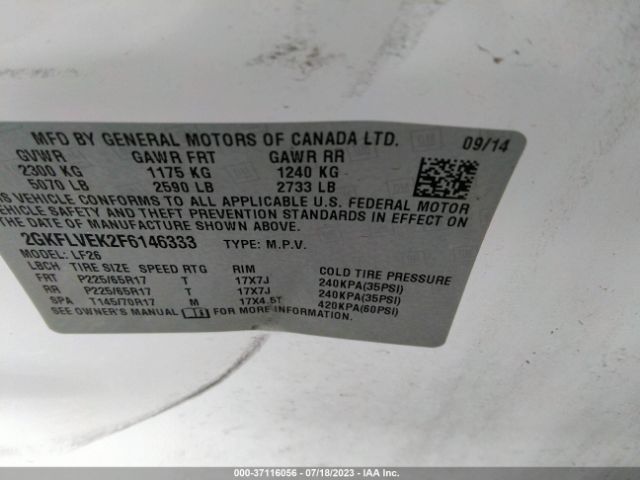 MFD BY GENERAL MOTORS OF CANADA LTD. 09/14
GVWR GAWR FRT GAWR RR
2300 KG 1175 KG 1240 KG
5070 LB 2590 LB 2733 LB
IS VEHICLE CONFORMS TO ALL APPLICABLE U.S. FEDERAL MOTOR
VEHICLE SAFETY AND THEFT PREVENTION STANDARDS IN EFFECT ON
THE DATE OF MANUFACTURE SHOWN ABOVE.
2GKFLVEK2F6146333 TYPE: M.P.V.
MODEL: LF26
LBCH TIRE SIZE SPEED RTG RIM COLD TIRE PRESSURE
FRT P225/65R17 T 17X7J 240KPA(35PSI)
RR P225/65R17 T 17X7J 240KPA(35PSI)
SPA T145/70R17 M 17X4.5T 420KPA(60PSI)
SEE OWNER'S MANUAL FOR MORE INFORMATION.
000-37116056 - 07/18/2023 - IAA Inc.